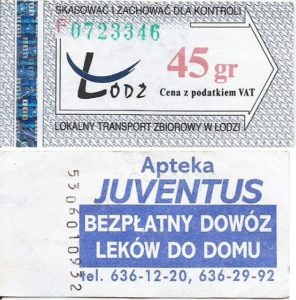 SKASOWAĆ I ZACHOWAĆ DLA KONTROLI
F 0723346
45 gr
ŁODŹ
Cena z podatkiem VAT
LOKALNY TRANSPORT ZBIOROWY W ŁODZI
Apteka
JUVENTUS
BEZPŁATNY DOWÓZ
LEKÓW DO DOMU
tel. 636-12-20, 636-29-92
5306010932